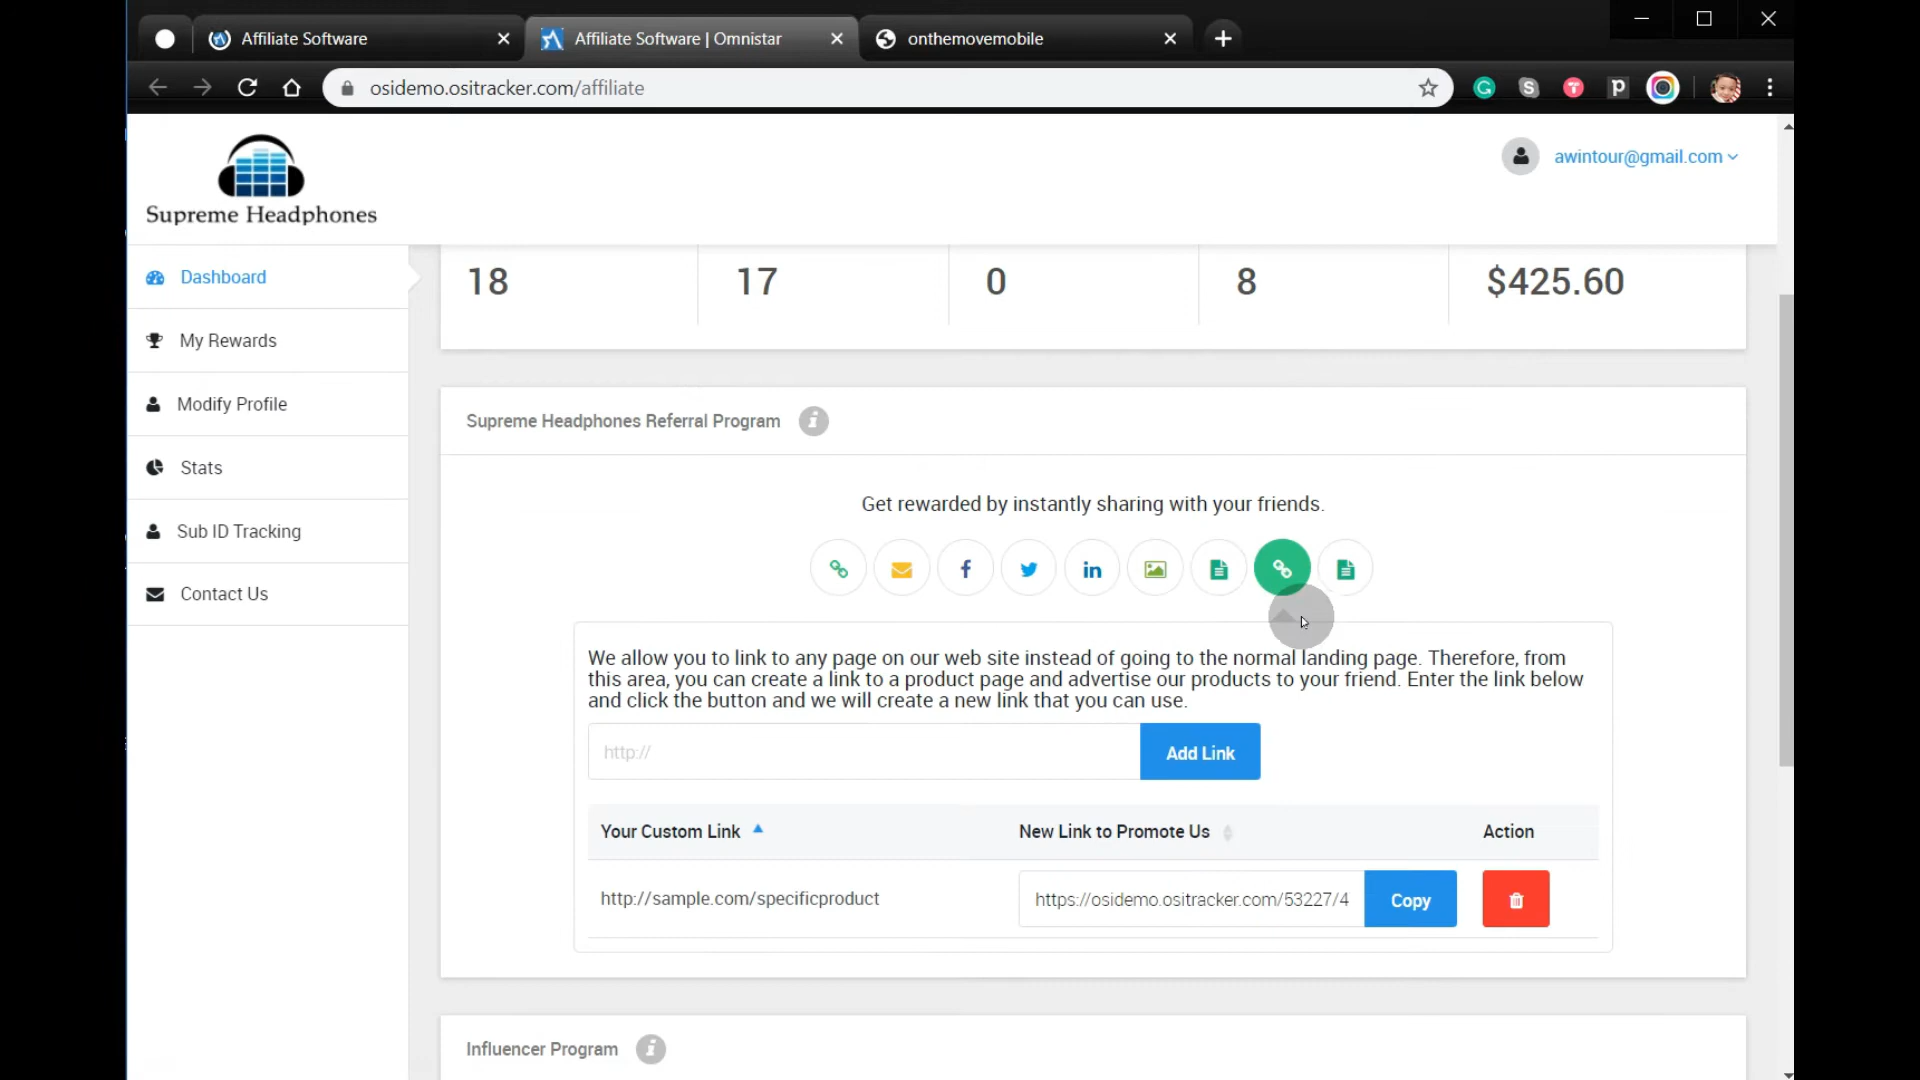 Affiliate Software
Affiliate Software | Omnistar
onthemovemobile
osidemo.ositracker.com/affiliate
Supreme Headphones
awintour@gmail.com
Dashboard
My Rewards
Modify Profile
Stats
Sub ID Tracking
Contact Us
18 17 0 8 $425.60
Supreme Headphones Referral Program
Get rewarded by instantly sharing with your friends.
We allow you to link to any page on our web site instead of going to the normal landing page. Therefore, from
this area, you can create a link to a product page and advertise our products to your friend. Enter the link below
and click the button and we will create a new link that you can use.
http://
Add Link
Your Custom Link New Link to Promote Us Action
http://sample.com/specificproduct https://osidemo.ositracker.com/53227/4 Copy
Influencer Program